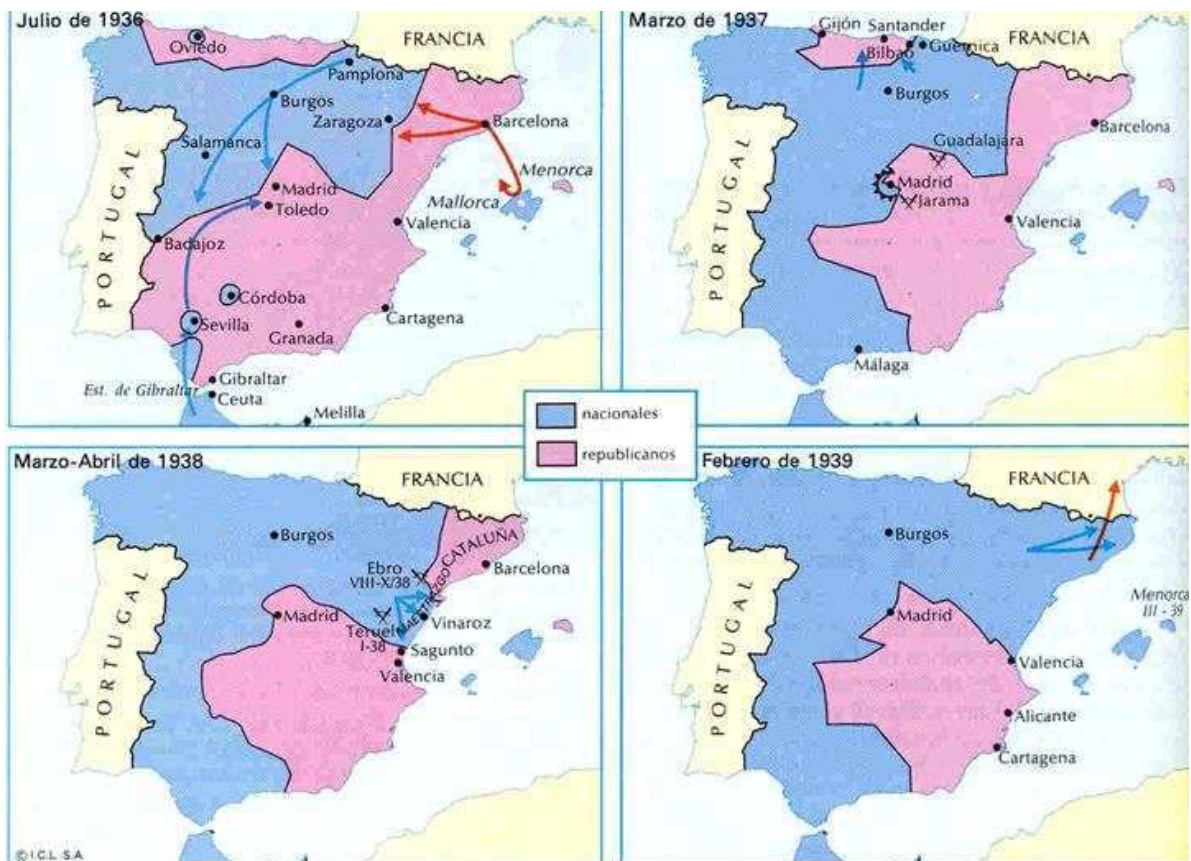 Julio de 1936
Oviedo
FRANCIA
Pamplona
Burgos
Zaragoza
Barcelona
Salamanca
Menorca
Madrid
Toledo
Mallorca
Valencia
PORTUGAL
Badajoz
Córdoba
Sevilla
Granada
Cartagena
Est. de Gibraltar
Gibraltar
Ceuta
Melilla
Marzo de 1937
Gijón
Santander
Bilbao
Guernica
FRANCIA
Burgos
Barcelona
Guadalajara
Madrid
Jarama
Valencia
PORTUGAL
Málaga
nacionales
republicanos
Marzo-Abril de 1938
FRANCIA
Burgos
CATALUÑA
Ebro
VIII-X/38
Barcelona
MAESTRAZGO
Madrid
Teruel
I-38
Vinaroz
Sagunto
Valencia
PORTUGAL
©I.C.L. S.A.
Febrero de 1939
FRANCIA
Burgos
Menorca
III - 39
Madrid
Valencia
PORTUGAL
Alicante
Cartagena